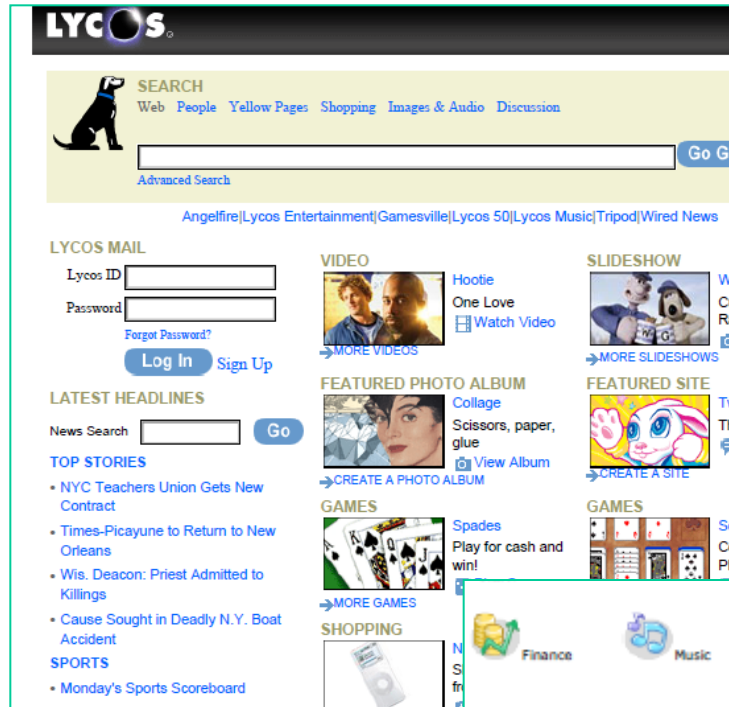 LYCOS®
SEARCH
Web People Yellow Pages Shopping Images & Audio Discussion
Go G
Advanced Search
Angelfire|Lycos Entertainment|Gamesville|Lycos 50|Lycos Music|Tripod|Wired News
LYCOS MAIL
Lycos ID
Password
Forgot Password?
Log In Sign Up
LATEST HEADLINES
News Search Go
TOP STORIES
• NYC Teachers Union Gets New
Contract
• Times-Picayune to Return to New
Orleans
• Wis. Deacon: Priest Admitted to
Killings
• Cause Sought in Deadly N.Y. Boat
Accident
SPORTS
• Monday's Sports Scoreboard
VIDEO
Hootie
One Love
Watch Video
MORE VIDEOS
FEATURED PHOTO ALBUM
Collage
Scissors, paper,
glue
View Album
CREATE A PHOTO ALBUM
GAMES
Spades
Play for cash and
win!
MORE GAMES
SHOPPING
SLIDESHOW
W G
MORE SLIDESHOWS
FEATURED SITE
CREATE A SITE
GAMES
Finance
Music